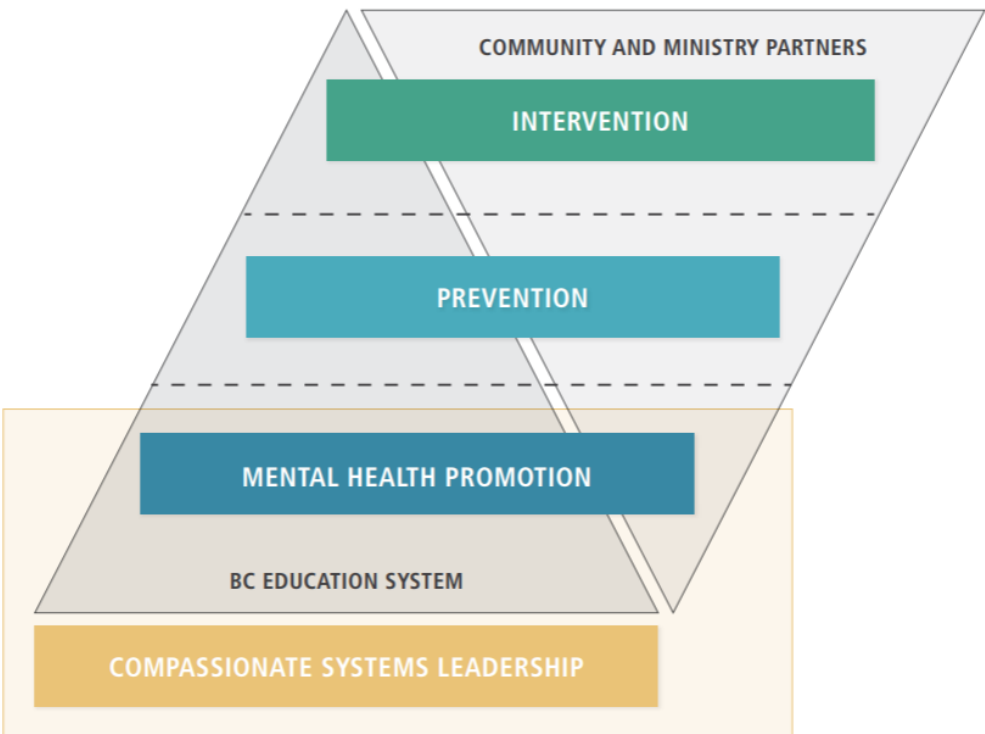 COMMUNITY AND MINISTRY PARTNERS
INTERVENTION
PREVENTION
MENTAL HEALTH PROMOTION
BC EDUCATION SYSTEM
COMPASSIONATE SYSTEMS LEADERSHIP